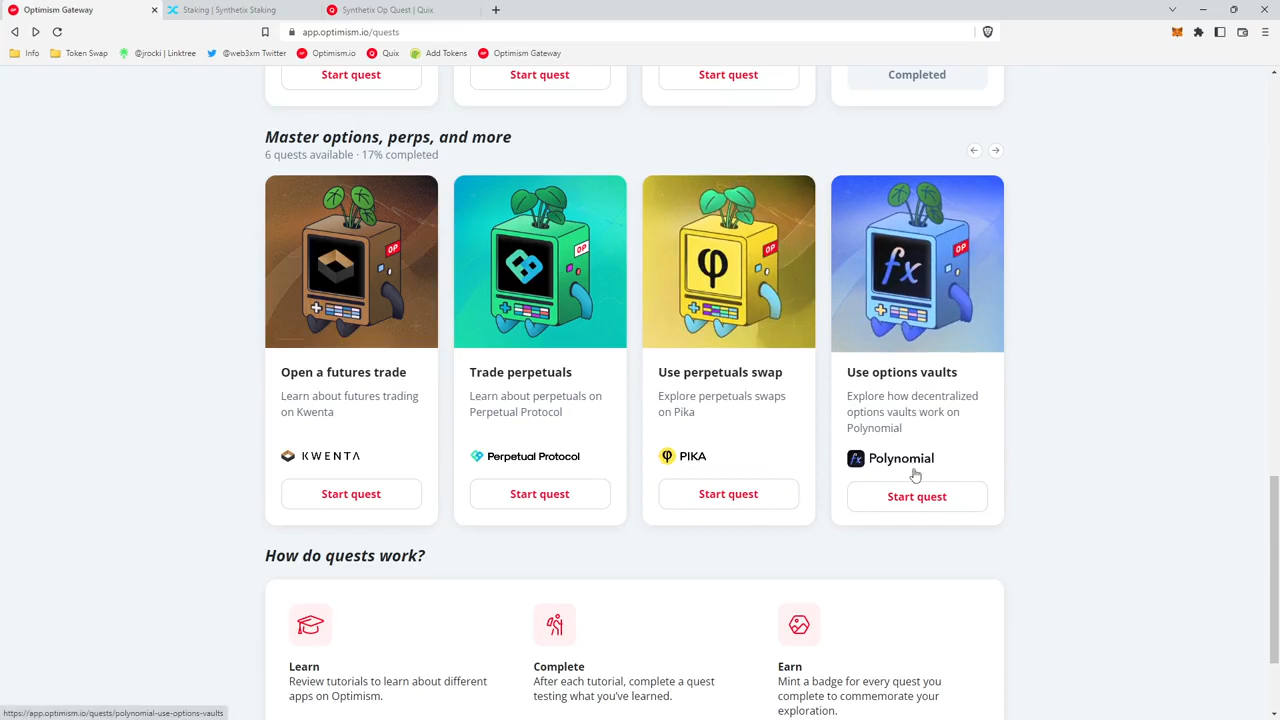 Optimism Gateway
Staking | Synthetix Staking
Synthetix Op Quest | Quix
app.optimism.io/quests
Info
Token Swap
@jrocki | Linktree
@web3xm Twitter
Optimism.io
Quix
Add Tokens
Optimism Gateway
Start quest
Start quest
Start quest
Completed
Master options, perps, and more
6 quests available · 17% completed
OP
OP
OP
fx
OP
Open a futures trade
Learn about futures trading
on Kwenta
KWENTA
Start quest
Trade perpetuals
Learn about perpetuals on
Perpetual Protocol
Perpetual Protocol
Start quest
Use perpetuals swap
Explore perpetuals swaps
on Pika
PIKA
Start quest
Use options vaults
Explore how decentralized
options vaults work on
Polynomial
fx Polynomial
Start quest
How do quests work?
Learn
Review tutorials to learn about different
apps on Optimism.
Complete
After each tutorial, complete a quest
testing what you've learned.
Earn
Mint a badge for every quest you
complete to commemorate your
exploration.
https://app.optimism.io/quests/polynomial-use-options-vaults